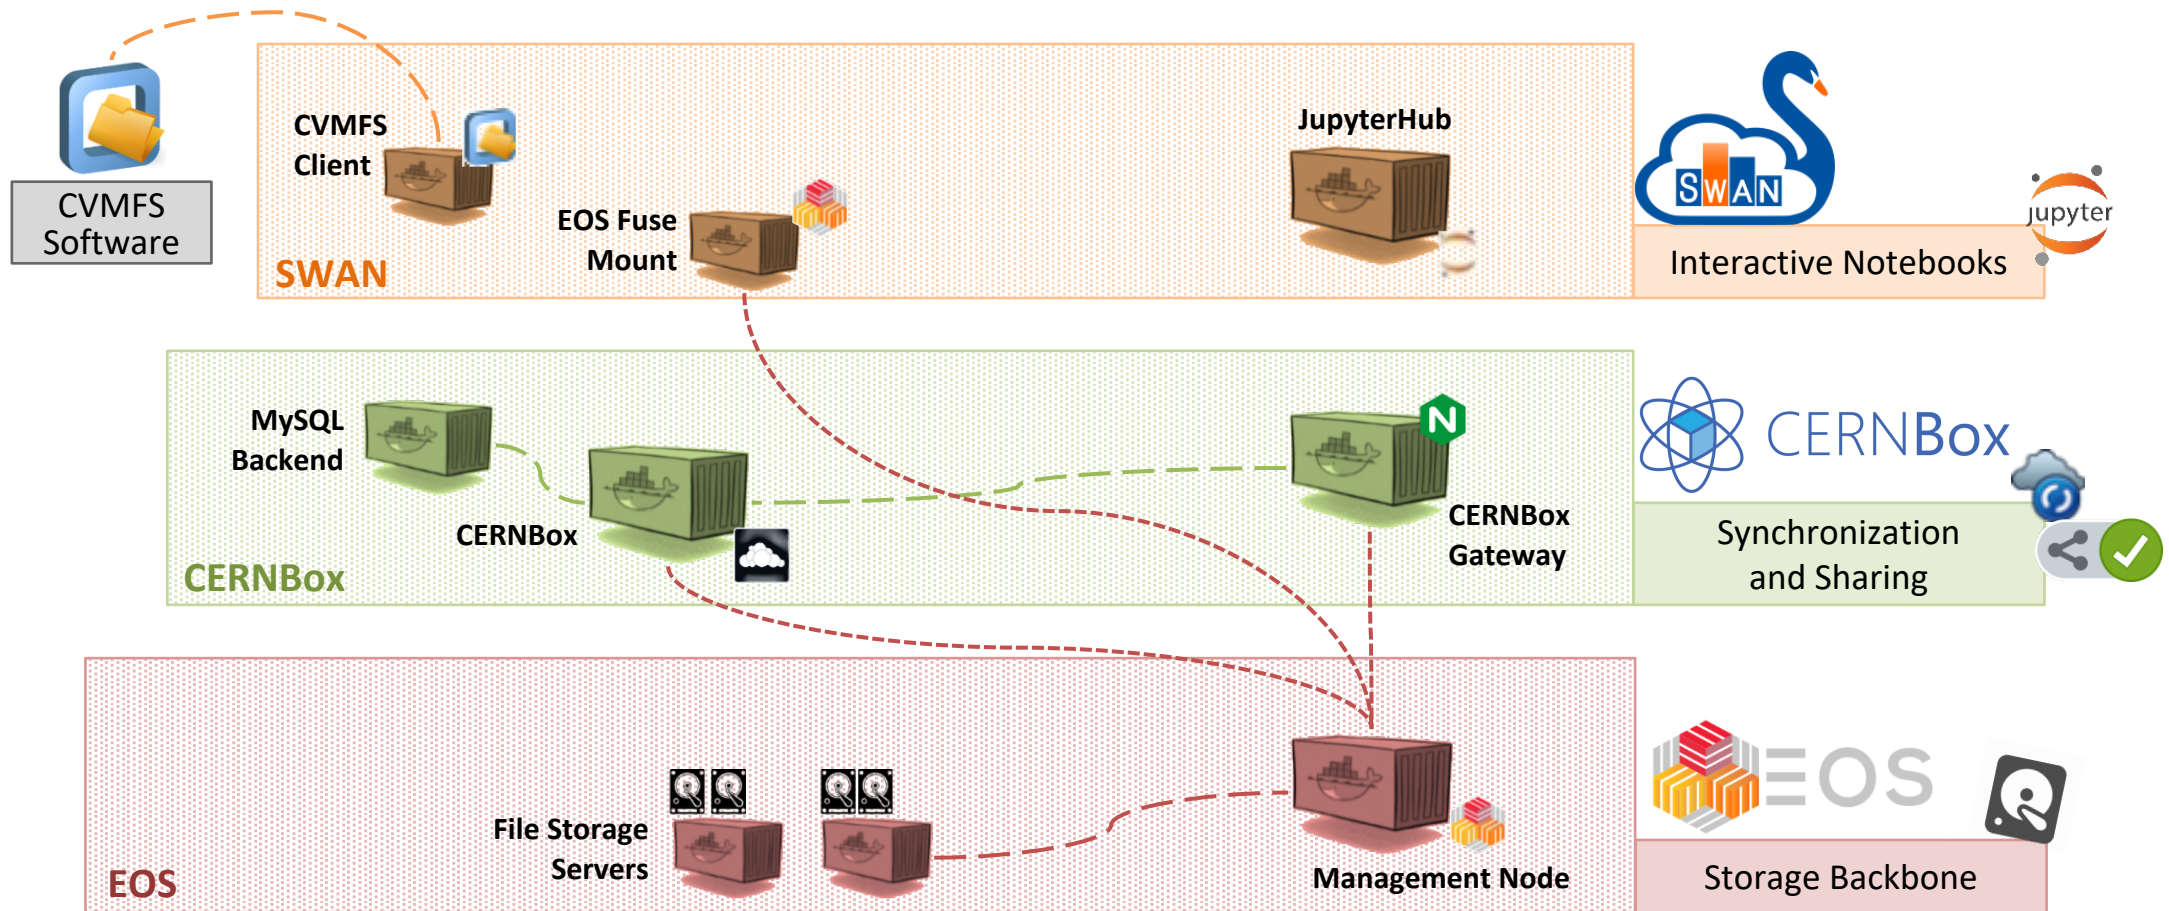 CVMFS
Software
CVMFS
Client
EOS Fuse
Mount
JupyterHub
SWAN
SWAN
Interactive Notebooks
jupyter
MySQL
Backend
CERNBox
CERNBox
N
CERNBox
Gateway
CERNBox
Synchronization
and Sharing
File Storage
Servers
EOS
Management Node
EOS
Storage Backbone